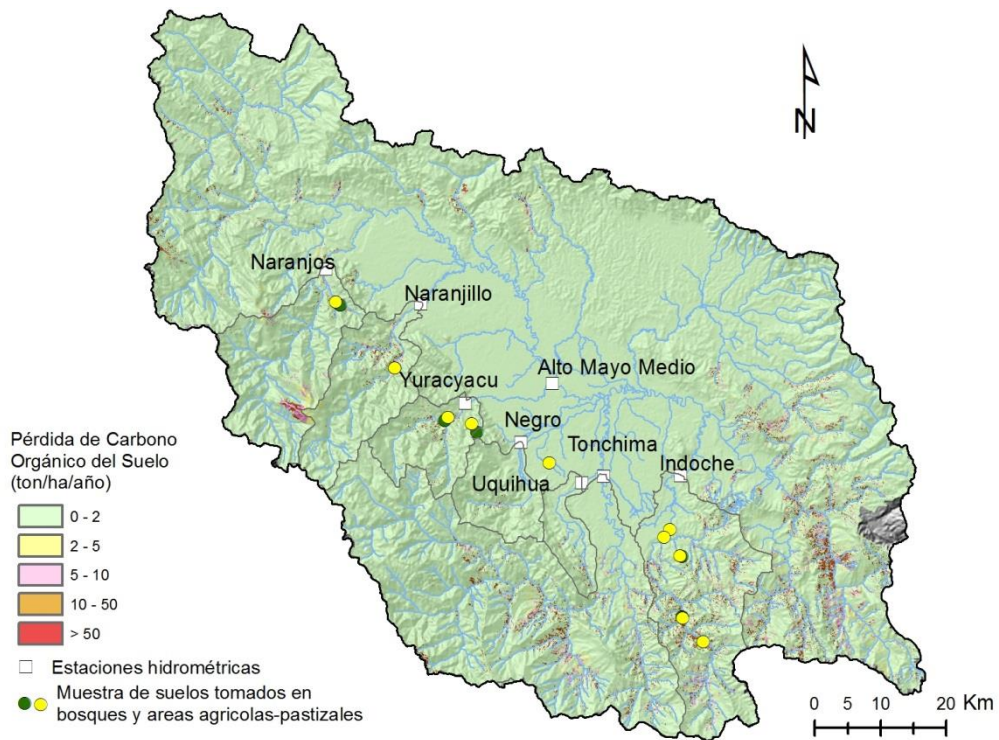 N
Naranjos
Naranjillo
Yuracyacu
Alto Mayo Medio
Negro
Tonchima
Uquihua
Indoche
Pérdida de Carbono
Orgánico del Suelo
(ton/ha/año)
0 - 2
2 - 5
5 - 10
10 - 50
> 50
Estaciones hidrométricas
Muestra de suelos tomados en
bosques y areas agricolas-pastizales
0 5 10 20 Km